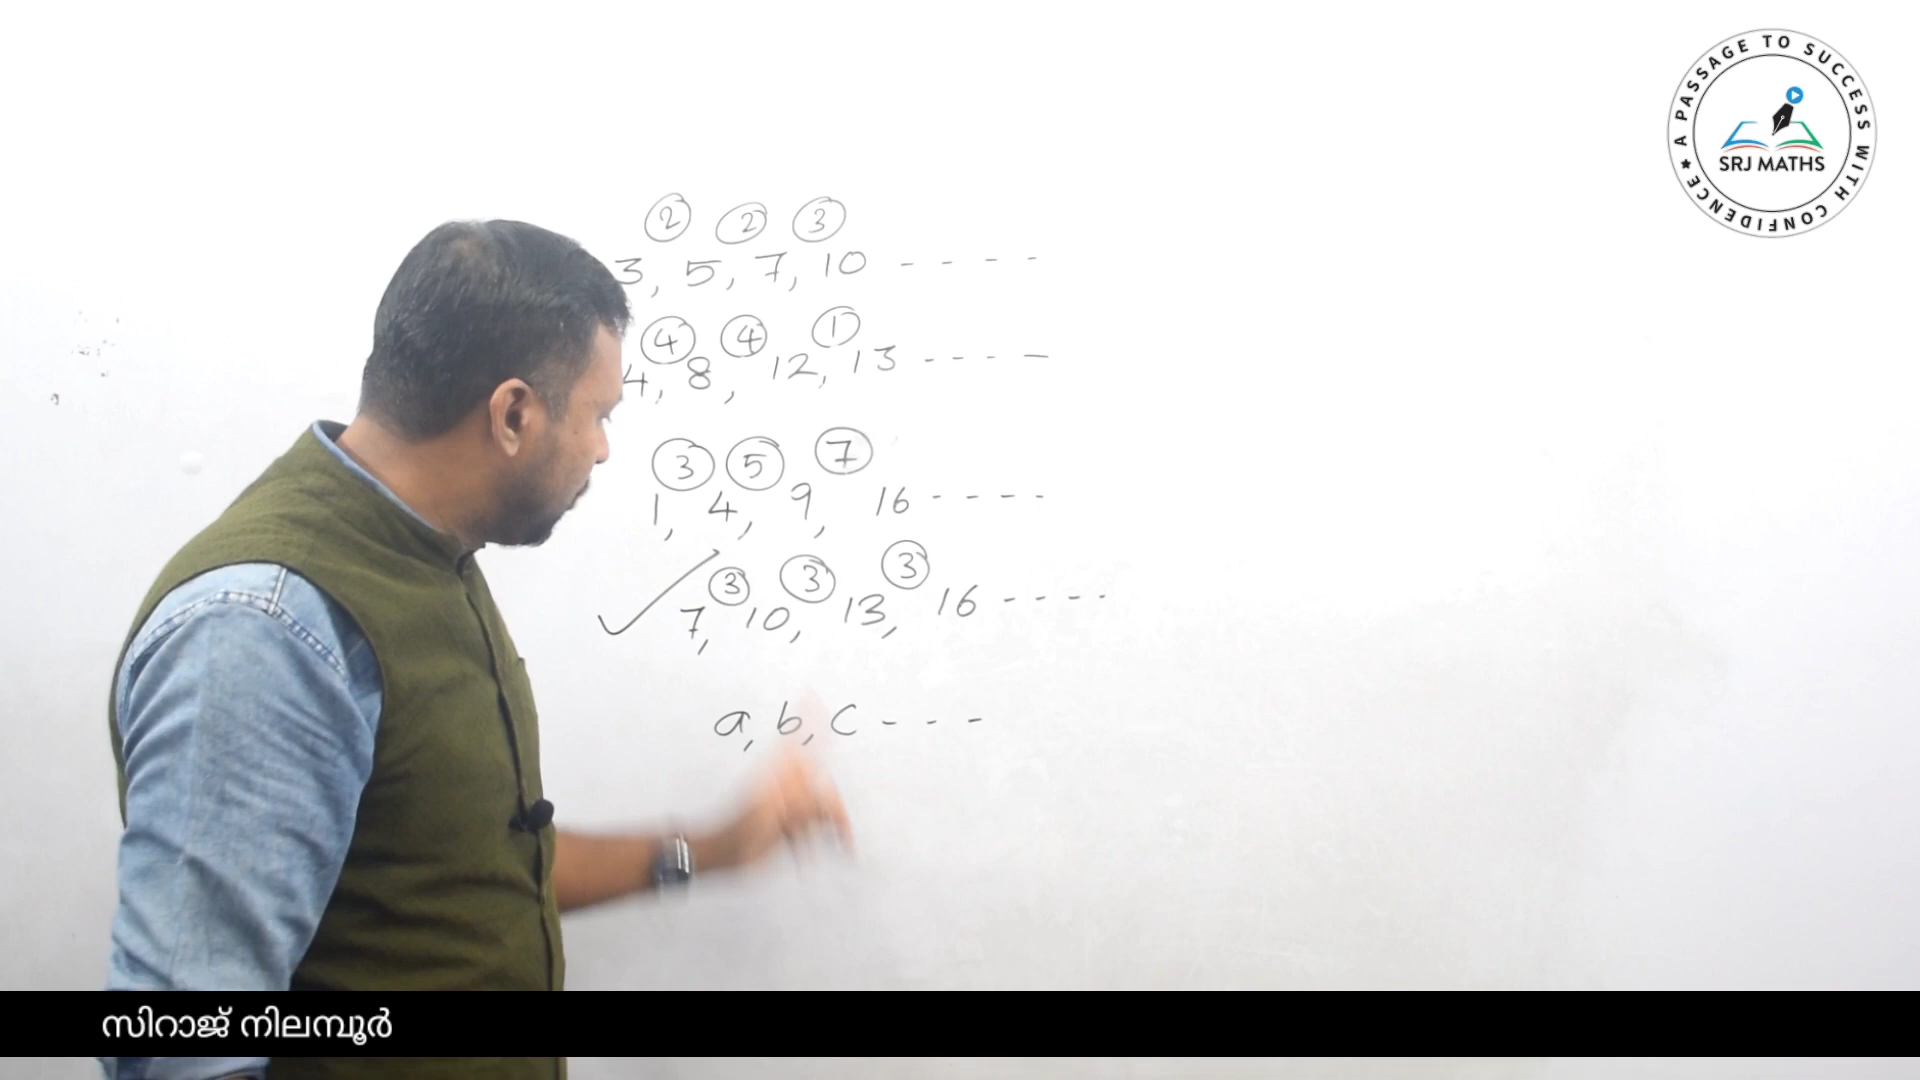 A PASSAGE TO SUCCESS WITH CONFIDENCE
SRJ MATHS
2 2 3
3, 5, 7, 10 - - - -
4 4 1
4, 8, 12, 13 - - - -
3 5 7
1, 4, 9, 16 - - - -
3 3 3
7, 10, 13, 16 - - - -
a, b, c - - -
സിറാജ് നിലമ്പൂർ